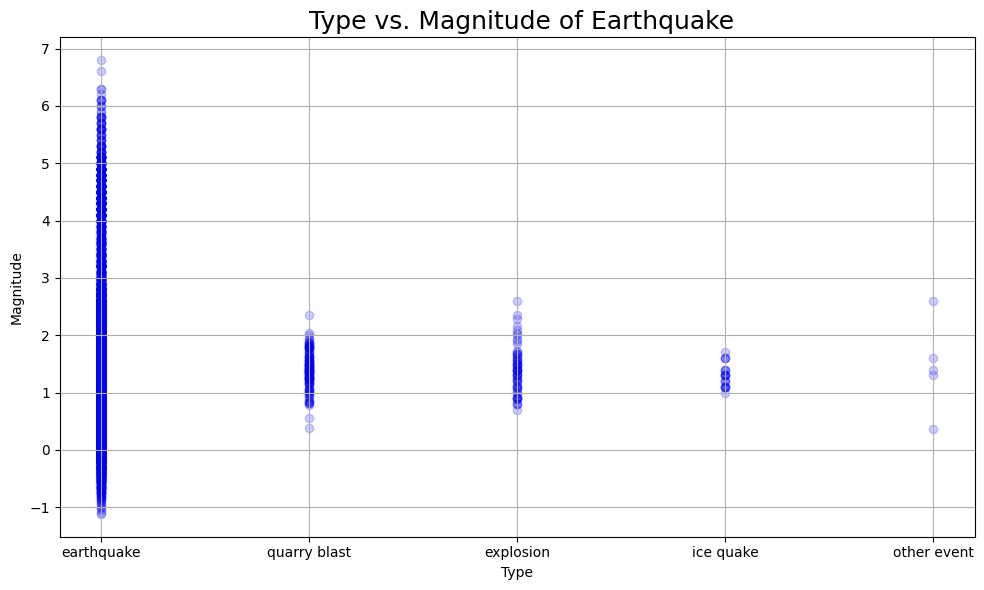 Type vs. Magnitude of Earthquake
Magnitude
7
6
5
4
3
2
1
0
−1
earthquake
quarry blast
explosion
ice quake
other event
Type